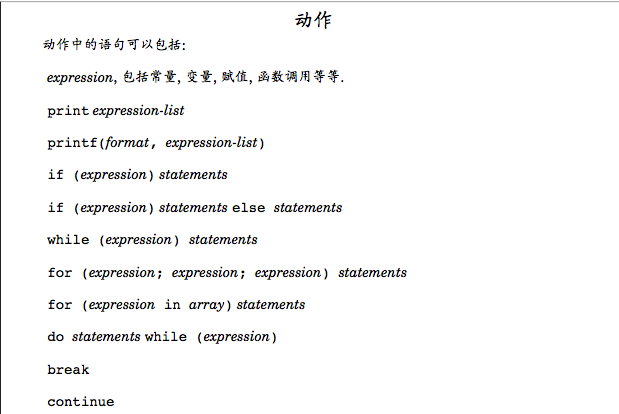 动作
动作中的语句可以包括:
expression, 包括常量, 变量, 赋值, 函数调用等等.
print expression-list
printf(format, expression-list)
if (expression) statements
if (expression) statements else statements
while (expression) statements
for (expression; expression; expression) statements
for (expression in array) statements
do statements while (expression)
break
continue